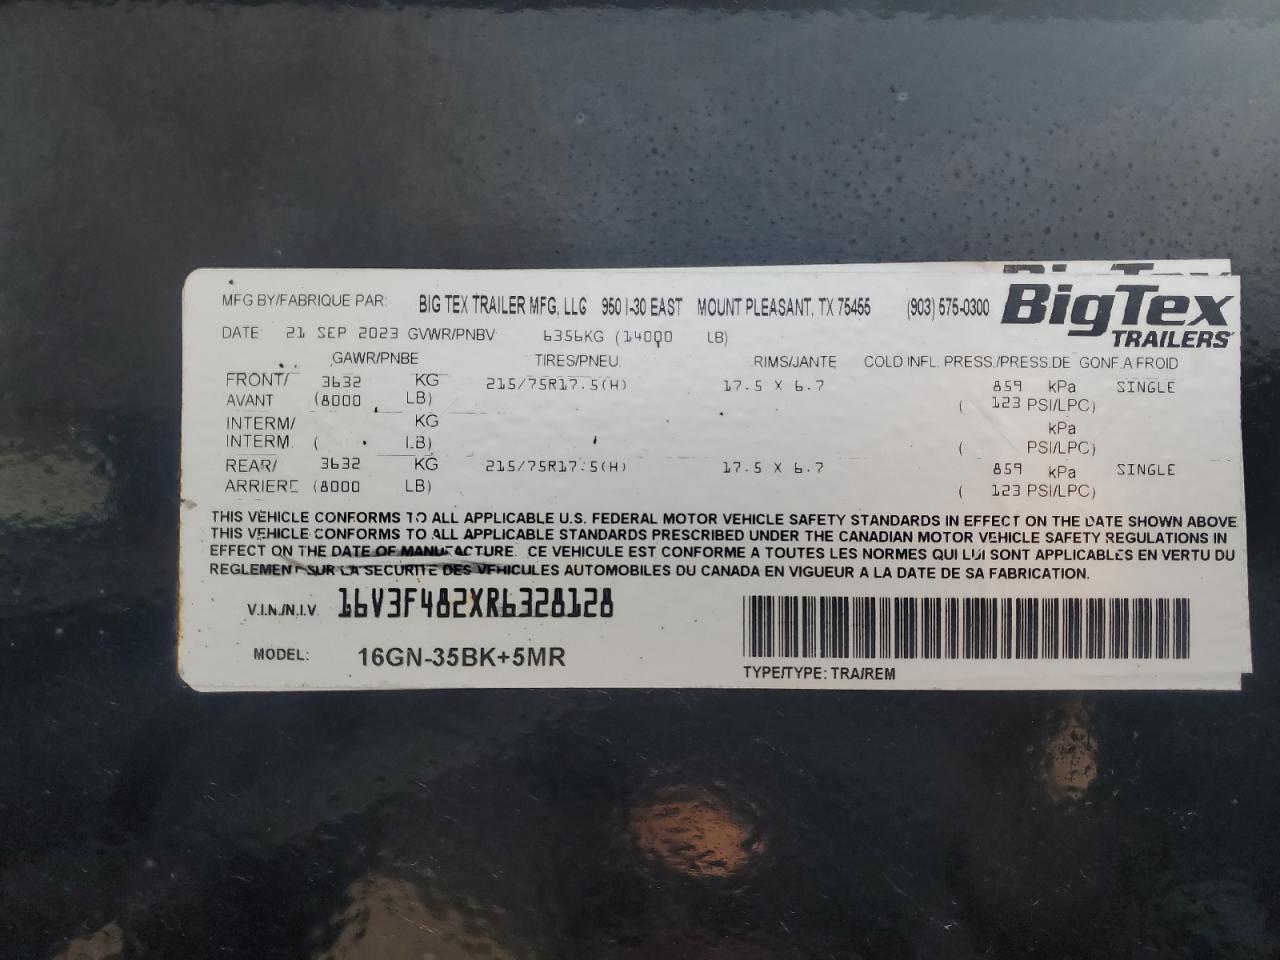 MFG BY/FABRIQUE PAR: BIG TEX TRAILER MFG, LLC 950 I-30 EAST MOUNT PLEASANT, TX 75455 (903) 575-0300 BigTex
TRAILERS
DATE 21 SEP 2023 GVWR/PNBV 6356KG (14000 LB)
GAWR/PNBE TIRES/PNEU RIMS/JANTE COLD INFL. PRESS./PRESS.DE GONF.A FROID
FRONT/ 3632 KG 215/75R17.5(H) 17.5 X 6.7 859 kPa SINGLE
AVANT (8000 LB) ( 123 PSI/LPC)
INTERM/ KG kPa
INTERM. ( LB) ( PSI/LPC)
REAR/ 3632 KG 215/75R17.5(H) 17.5 X 6.7 859 kPa SINGLE
ARRIERE (8000 LB) ( 123 PSI/LPC)
THIS VEHICLE CONFORMS TO ALL APPLICABLE U.S. FEDERAL MOTOR VEHICLE SAFETY STANDARDS IN EFFECT ON THE DATE SHOWN ABOVE.
THIS VEHICLE CONFORMS TO ALL APPLICABLE STANDARDS PRESCRIBED UNDER THE CANADIAN MOTOR VEHICLE SAFETY REGULATIONS IN
EFFECT ON THE DATE OF MANUFACTURE. CE VEHICULE EST CONFORME A TOUTES LES NORMES QUI LUI SONT APPLICABLES EN VERTU DU
REGLEMENT SUR LA SECURITE DES VEHICULES AUTOMOBILES DU CANADA EN VIGUEUR A LA DATE DE SA FABRICATION.
V.I.N./N.I.V. 16V3F482XR6328128
MODEL: 16GN-35BK+5MR
TYPE/TYPE: TRA/REM